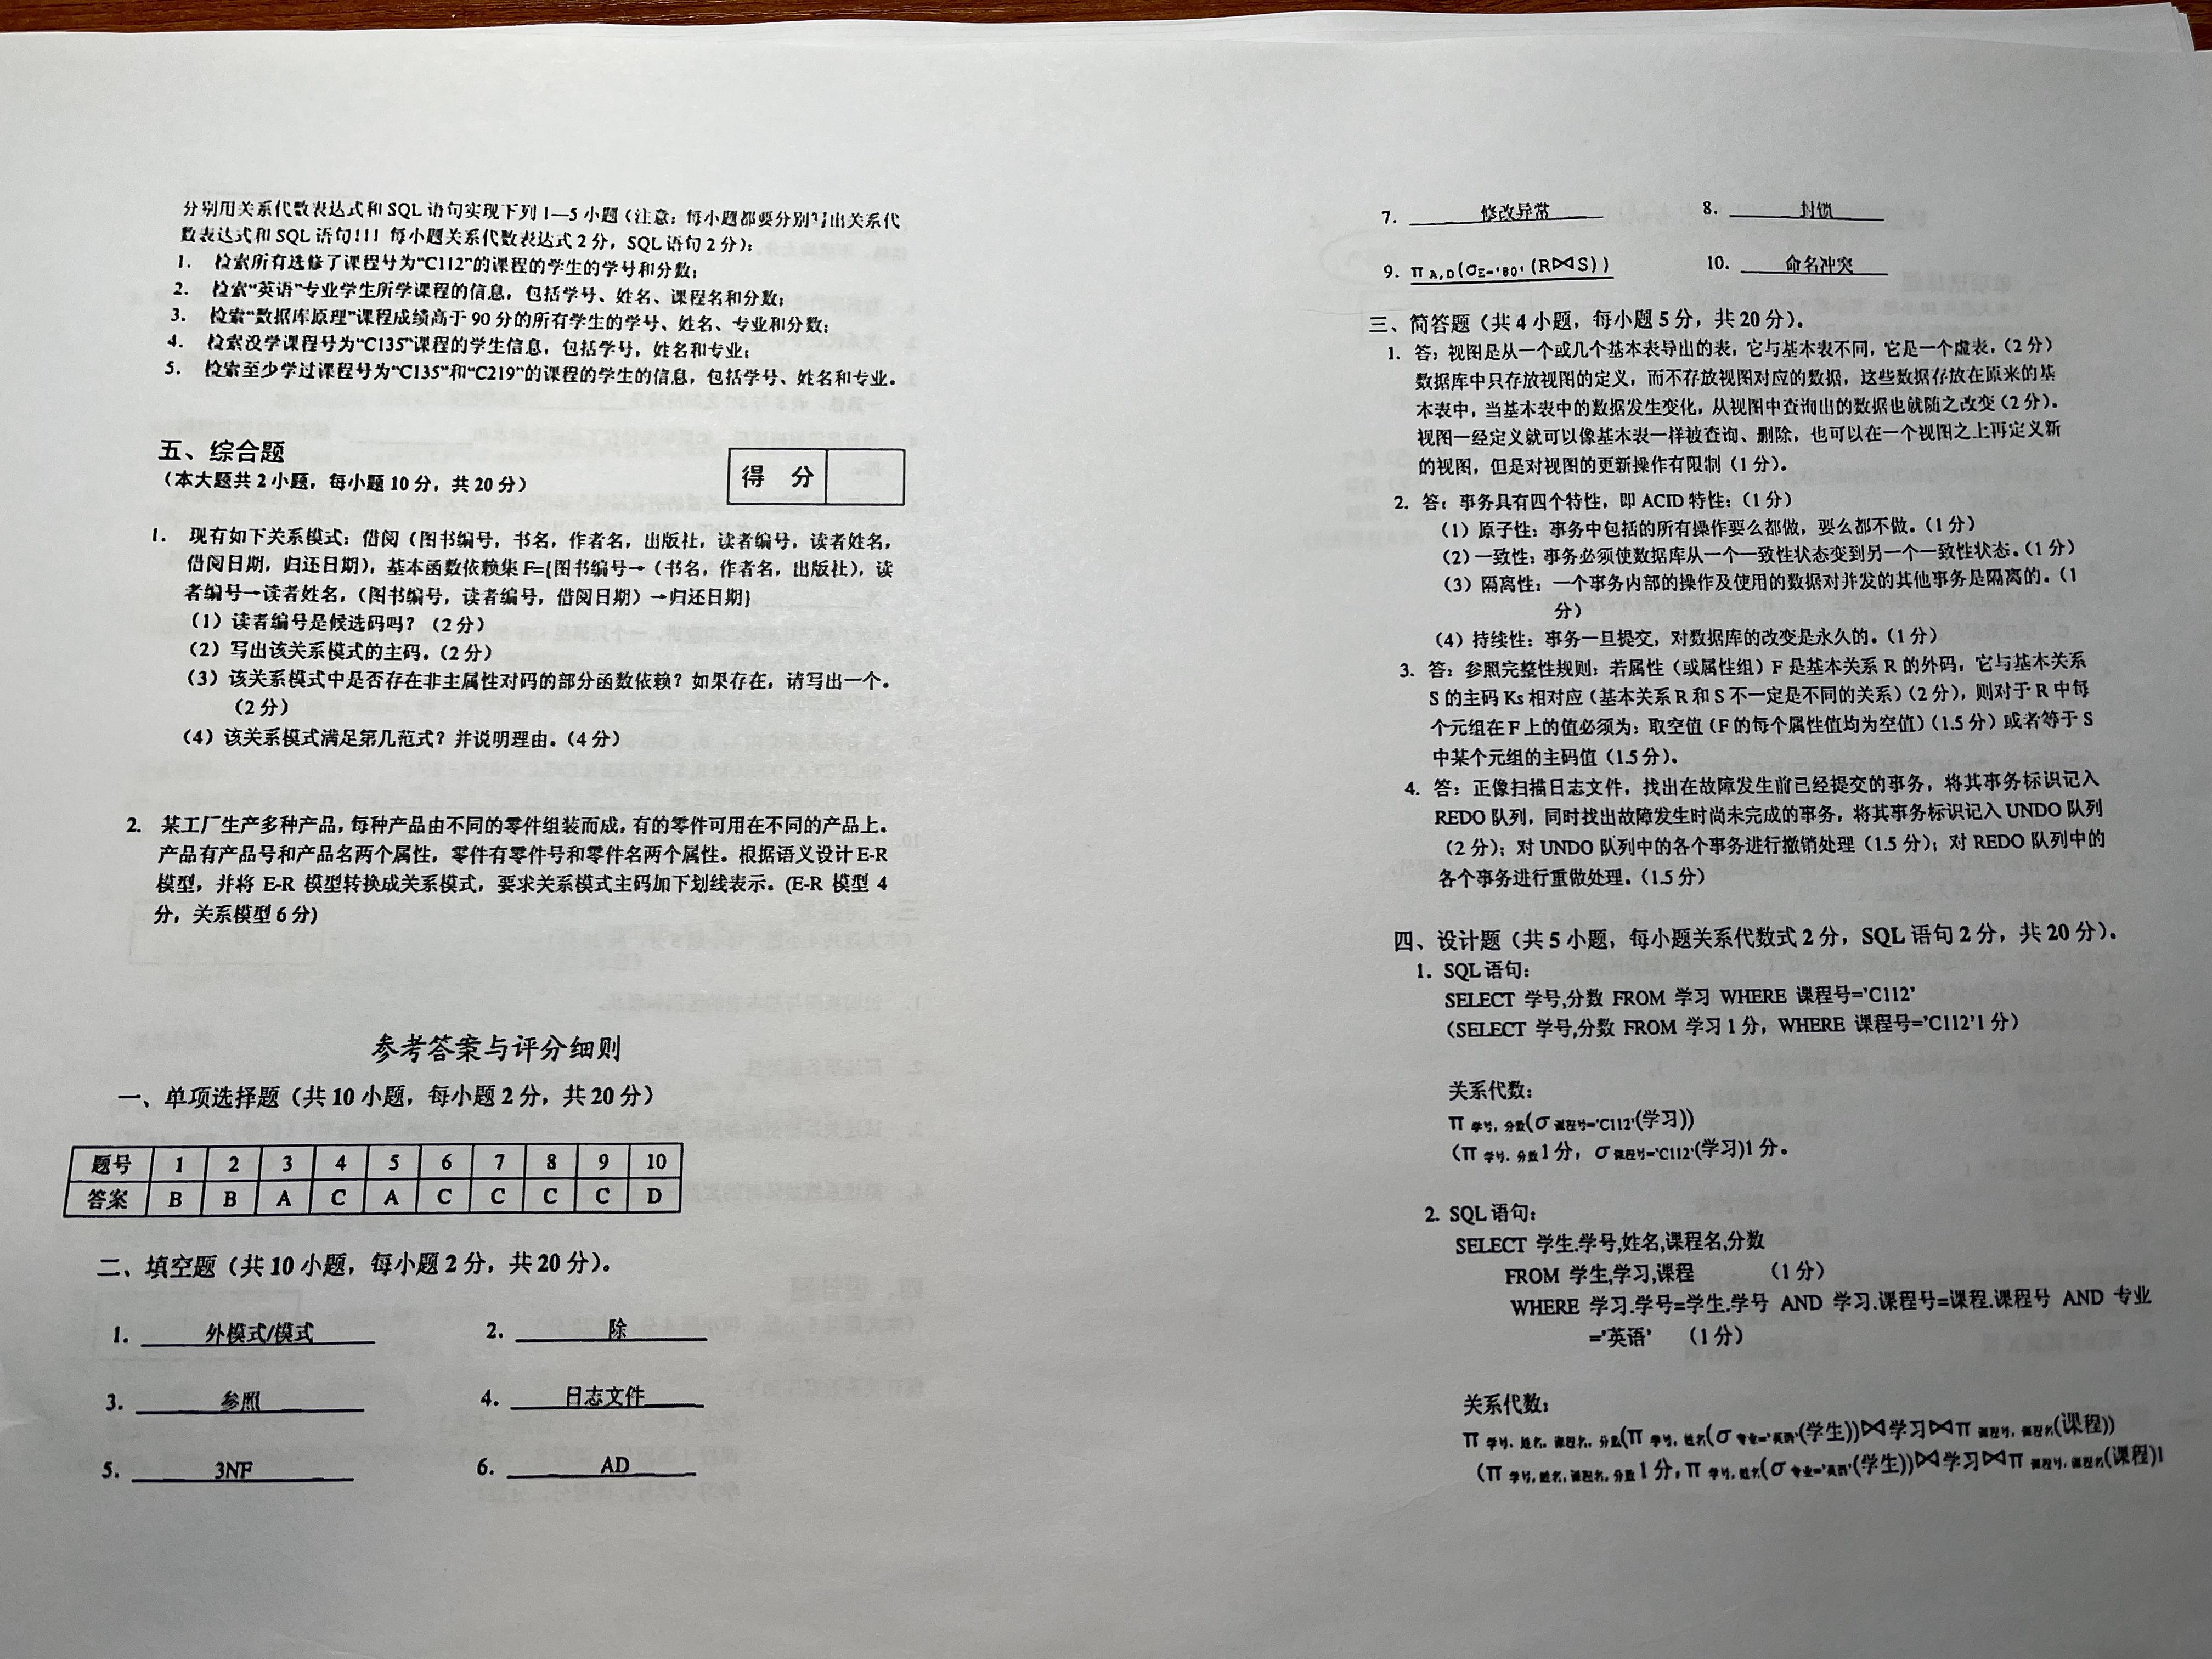 分别用关系代数表达式和SQL 语句实现下列1—5小题(注意:每小题都要分别写出关系代
数表达式和SQL 语句!!! 每小题关系代数表达式2分,SQL语句2分):
1. 检索所有选修了课程号为“C112”的课程的学生的学号和分数;
2. 检索“英语”专业学生所学课程的信息,包括学号、姓名、课程名和分数;
3. 检索“数据库原理”课程成绩高于90分的所有学生的学号、姓名、专业和分数;
4. 检索没学课程号为“C135”课程的学生信息,包括学号,姓名和专业;
5. 检索至少学过课程号为“C135”和“C219”的课程的学生的信息,包括学号、姓名和专业。
五、综合题
(本大题共2小题,每小题10分,共20分)
得 分
1. 现有如下关系模式:借阅(图书编号,书名,作者名,出版社,读者编号,读者姓名,
借阅日期,归还日期),基本函数依赖集F={图书编号→(书名,作者名,出版社),读
者编号→读者姓名,(图书编号,读者编号,借阅日期)→归还日期}
(1)读者编号是候选码吗?(2分)
(2)写出该关系模式的主码。(2分)
(3)该关系模式中是否存在非主属性对码的部分函数依赖?如果存在,请写出一个。
(2分)
(4)该关系模式满足第几范式?并说明理由。(4分)
2. 某工厂生产多种产品,每种产品由不同的零件组装而成,有的零件可用在不同的产品上。
产品有产品号和产品名两个属性,零件有零件号和零件名两个属性。根据语义设计E-R
模型,并将 E-R 模型转换成关系模式,要求关系模式主码加下划线表示。(E-R 模型 4
分,关系模型6分)
参考答案与评分细则
一、单项选择题(共10小题,每小题2分,共20分)
题号 1 2 3 4 5 6 7 8 9 10
答案 B B A C A C C C C D
二、填空题(共10小题,每小题2分,共20分)。
1. 外模式/模式 2. 除
3. 参照 4. 日志文件
5. 3NF 6. AD
7. 修改异常 8. 封锁
9. π A,D(σE='80'(R⋈S)) 10. 命名冲突
三、简答题(共4小题,每小题5分,共20分)。
1. 答:视图是从一个或几个基本表导出的表,它与基本表不同,它是一个虚表,(2分)
数据库中只存放视图的定义,而不存放视图对应的数据,这些数据存放在原来的基
本表中,当基本表中的数据发生变化,从视图中查询出的数据也就随之改变(2分)。
视图一经定义就可以像基本表一样被查询、删除,也可以在一个视图之上再定义新
的视图,但是对视图的更新操作有限制(1分)。
2. 答:事务具有四个特性,即ACID特性:(1分)
(1)原子性:事务中包括的所有操作要么都做,要么都不做。(1分)
(2)一致性:事务必须使数据库从一个一致性状态变到另一个一致性状态。(1分)
(3)隔离性:一个事务内部的操作及使用的数据对并发的其他事务是隔离的。(1
分)
(4)持续性:事务一旦提交,对数据库的改变是永久的。(1分)
3. 答:参照完整性规则:若属性(或属性组)F是基本关系R的外码,它与基本关系
S的主码Ks相对应(基本关系R和S不一定是不同的关系)(2分),则对于R中每
个元组在F上的值必须为:取空值(F的每个属性值均为空值)(1.5分)或者等于S
中某个元组的主码值(1.5分)。
4. 答:正像扫描日志文件,找出在故障发生前已经提交的事务,将其事务标识记入
REDO队列,同时找出故障发生时尚未完成的事务,将其事务标识记入UNDO队列
(2分);对UNDO队列中的各个事务进行撤销处理(1.5分);对REDO队列中的
各个事务进行重做处理。(1.5分)
四、设计题(共5小题,每小题关系代数式2分,SQL语句2分,共20分)。
1. SQL语句:
SELECT 学号,分数 FROM 学习 WHERE 课程号='C112'
(SELECT 学号,分数 FROM 学习1分,WHERE 课程号='C112'1分)
关系代数:
π 学号,分数(σ 课程号='C112'(学习))
(π 学号,分数1分,σ 课程号='C112'(学习)1分。
2. SQL语句:
SELECT 学生.学号,姓名,课程名,分数
FROM 学生,学习,课程 (1分)
WHERE 学习.学号=学生.学号 AND 学习.课程号=课程.课程号 AND 专业
='英语' (1分)
关系代数:
π 学号,姓名,课程名,分数(π 学号,姓名(σ 专业='英语'(学生))⋈学习⋈π 课程号,课程名(课程))
(π 学号,姓名,课程名,分数1分,π 学号,姓名(σ 专业='英语'(学生))⋈学习⋈π 课程号,课程名(课程)1